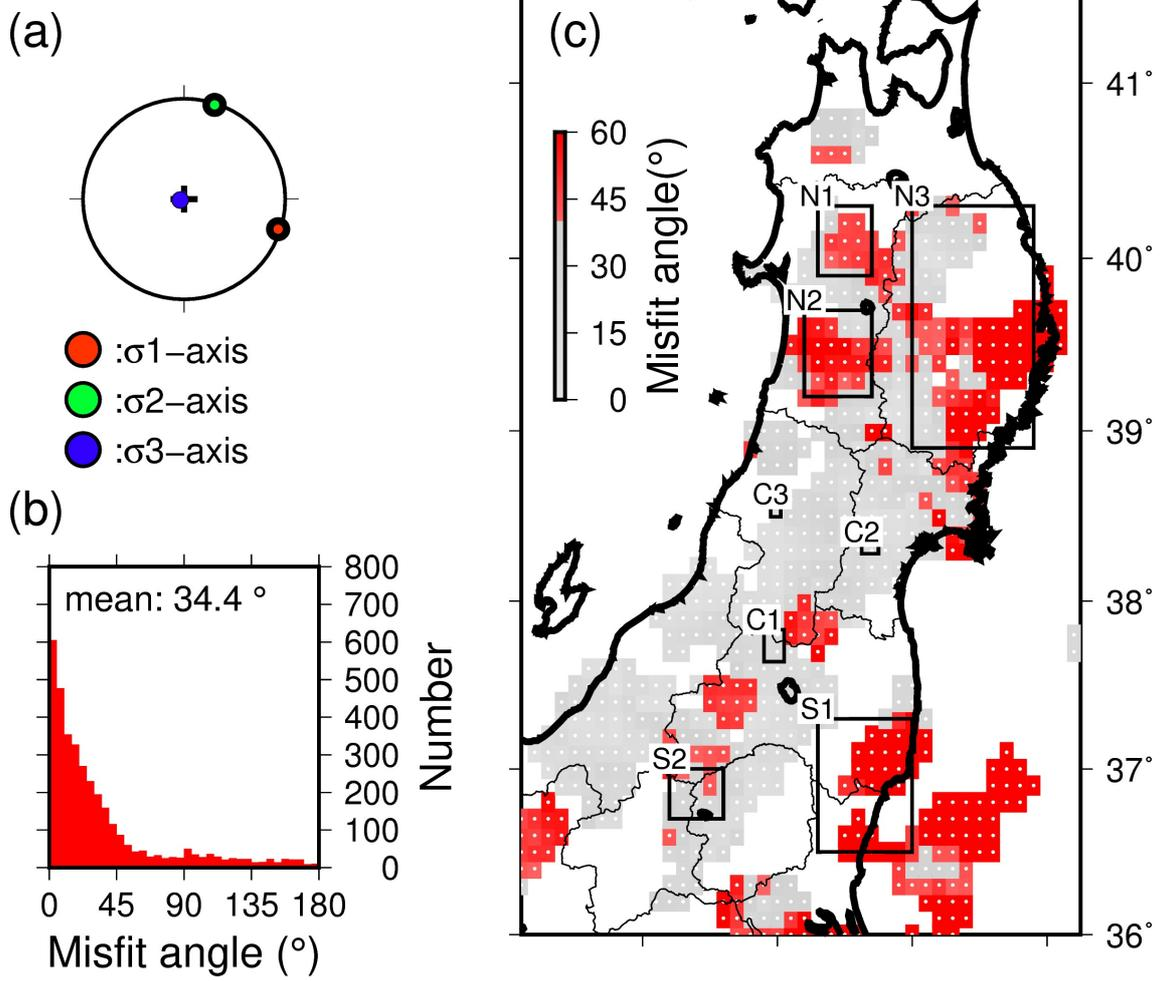 (a)
:σ1−axis
:σ2−axis
:σ3−axis
(b)
mean: 34.4 °
800
700
600
500
400
300
200
100
0
Number
0 45 90 135 180
Misfit angle (°)
(c)
60
45
30
15
0
Misfit angle(°)
N1
N3
N2
C3
C2
C1
S1
S2
41°
40°
39°
38°
37°
36°